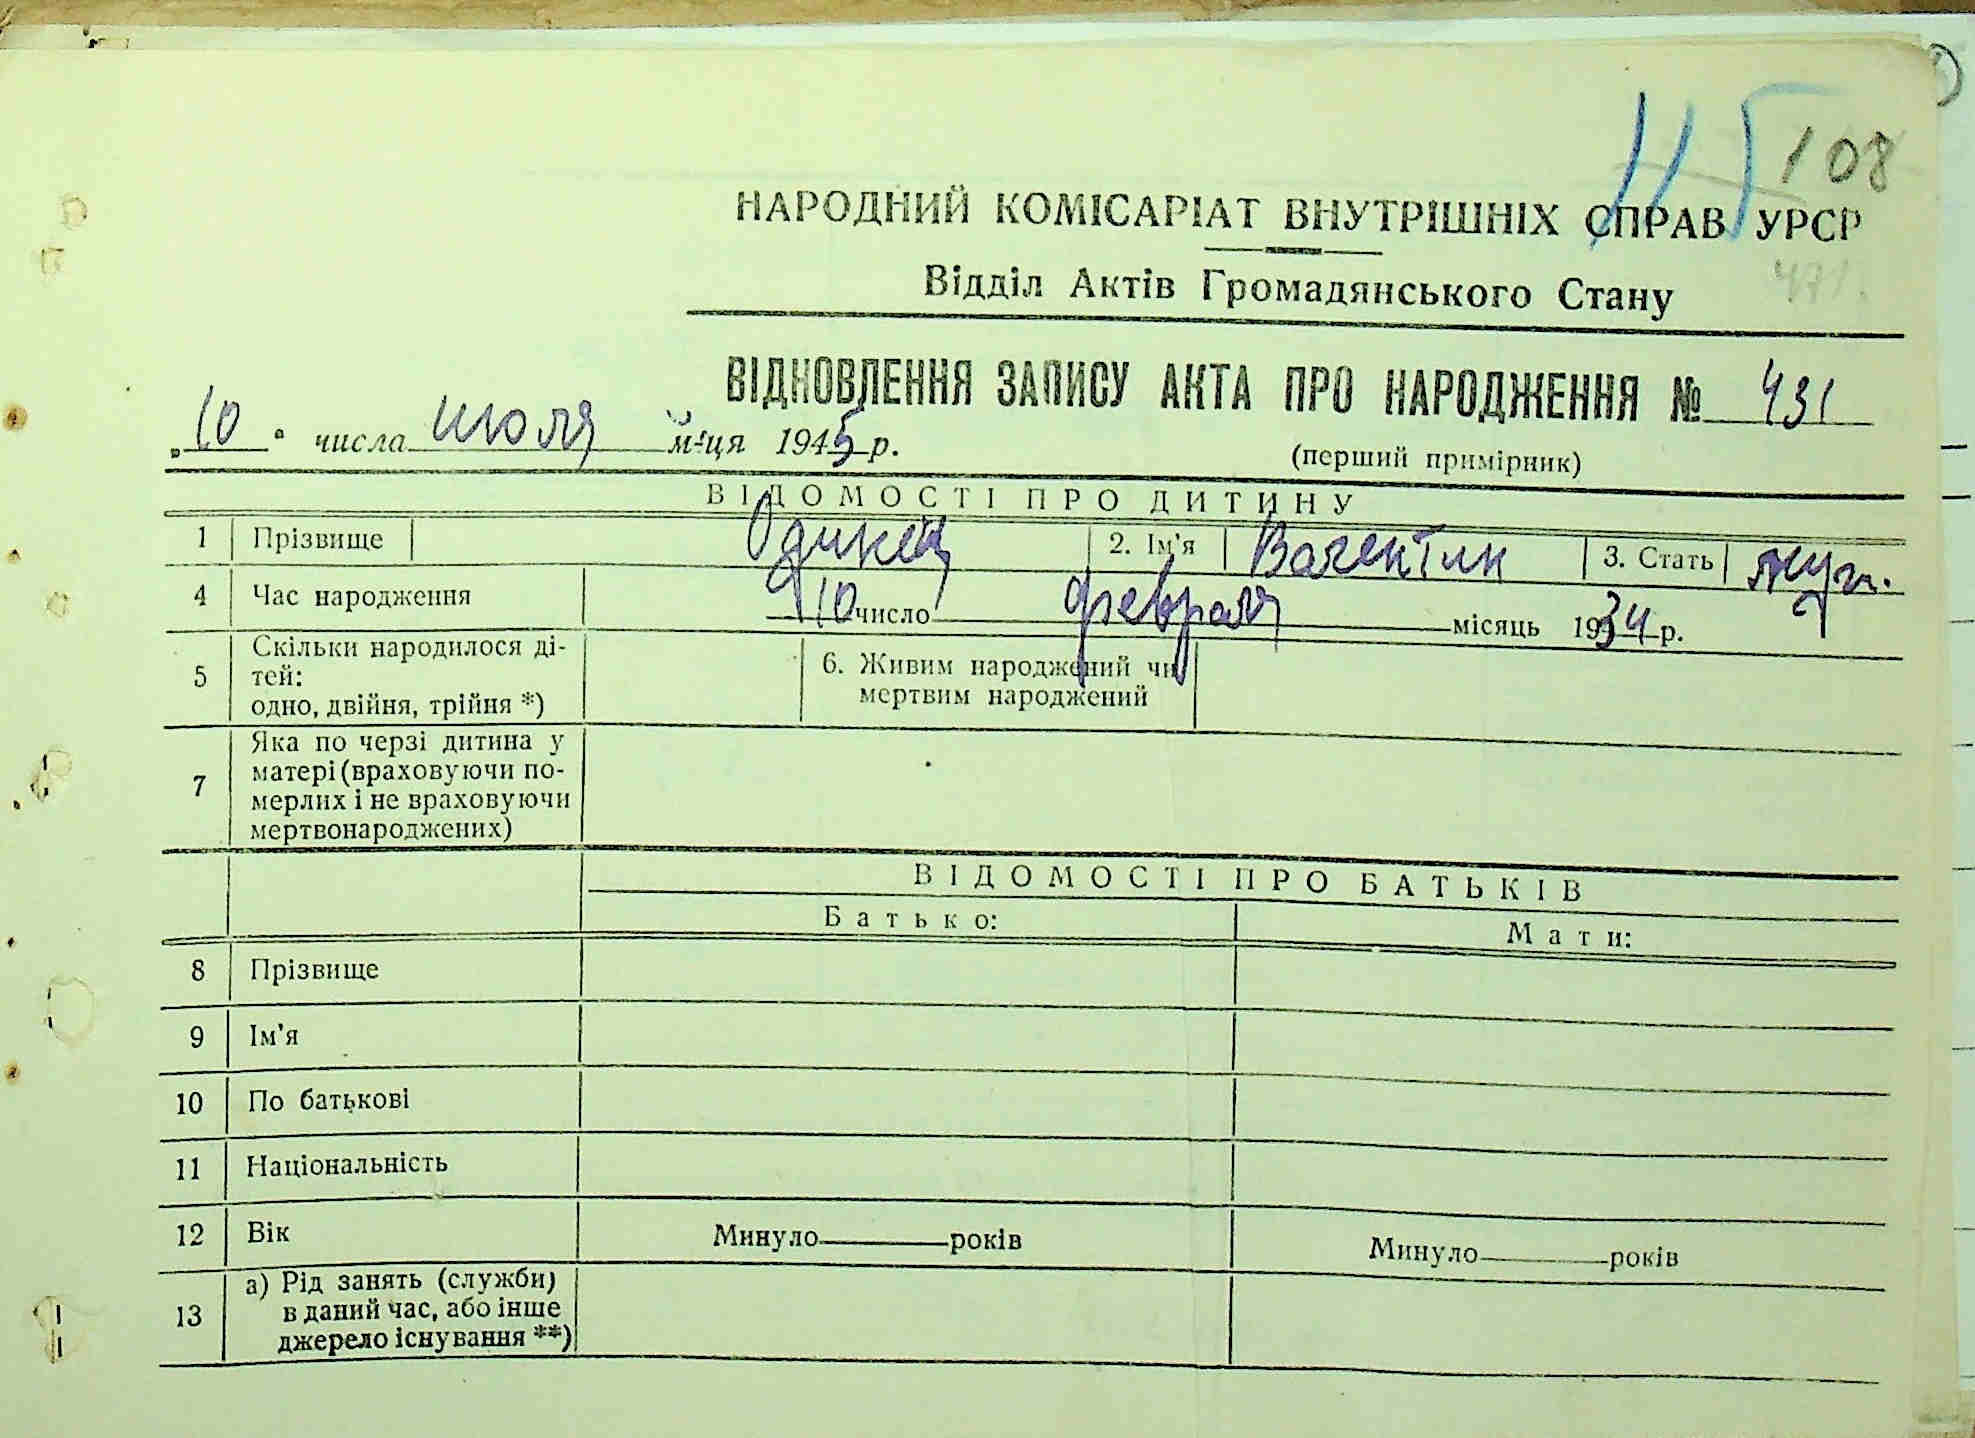 115 108
НАРОДНИЙ КОМІСАРІАТ ВНУТРІШНІХ СПРАВ УРСР
Відділ Актів Громадянського Стану
471.
ВІДНОВЛЕННЯ ЗАПИСУ АКТА ПРО НАРОДЖЕННЯ № 431
„ 10 " числа июля м-ця 1945 р.
(перший примірник)
ВІДОМОСТІ ПРО ДИТИНУ
1 Прізвище 2. Ім'я Валентин 3. Стать муж.
4 Час народження 10 число февраля місяць 1934 р.
5 Скільки народилося ді-
тей:
одно, двійня, трійня *)
6. Живим народжений чи
мертвим народжений
7 Яка по черзі дитина у
матері (враховуючи по-
мерлих і не враховуючи
мертвонароджених)
ВІДОМОСТІ ПРО БАТЬКІВ
Батько: Мати:
8 Прізвище
9 Ім'я
10 По батькові
11 Національність
12 Вік Минуло років Минуло років
13 а) Рід занять (служби)
в даний час, або інше
джерело існування **)